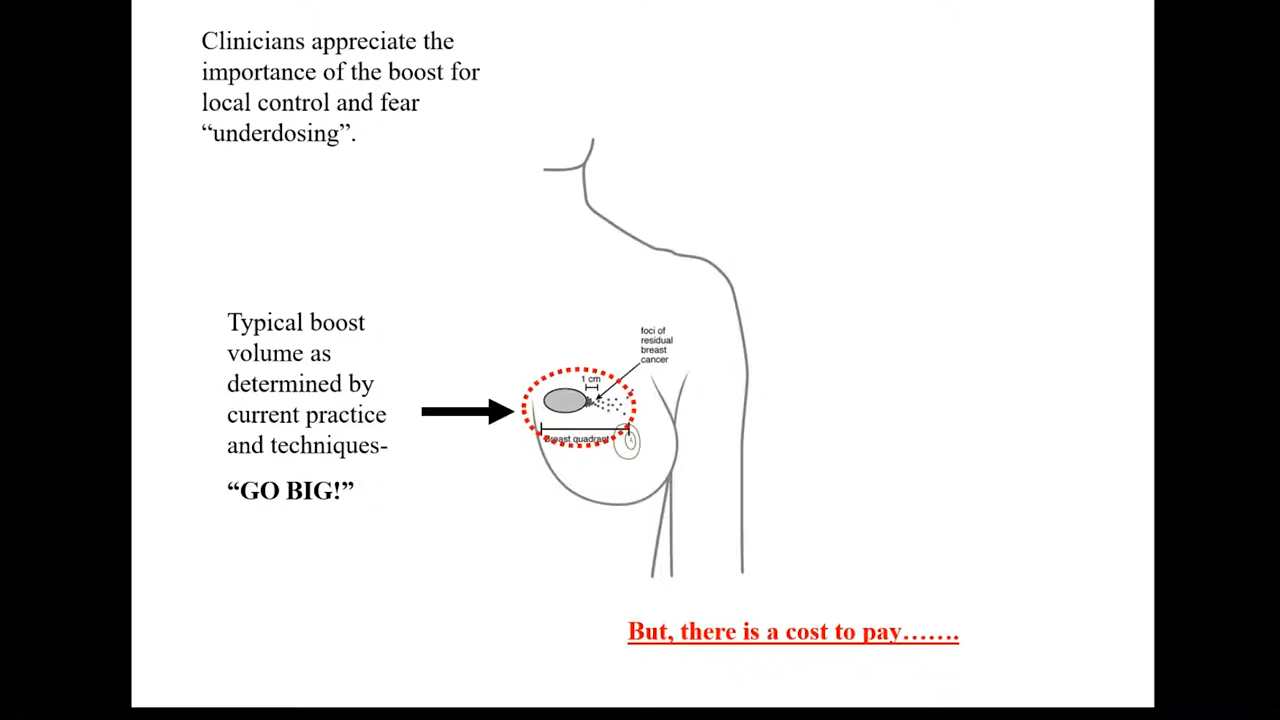 Clinicians appreciate the
importance of the boost for
local control and fear
“underdosing”.
foci of
residual
breast
cancer
1 cm
Breast quadrant
Typical boost
volume as
determined by
current practice
and techniques-
“GO BIG!”
But, there is a cost to pay…….